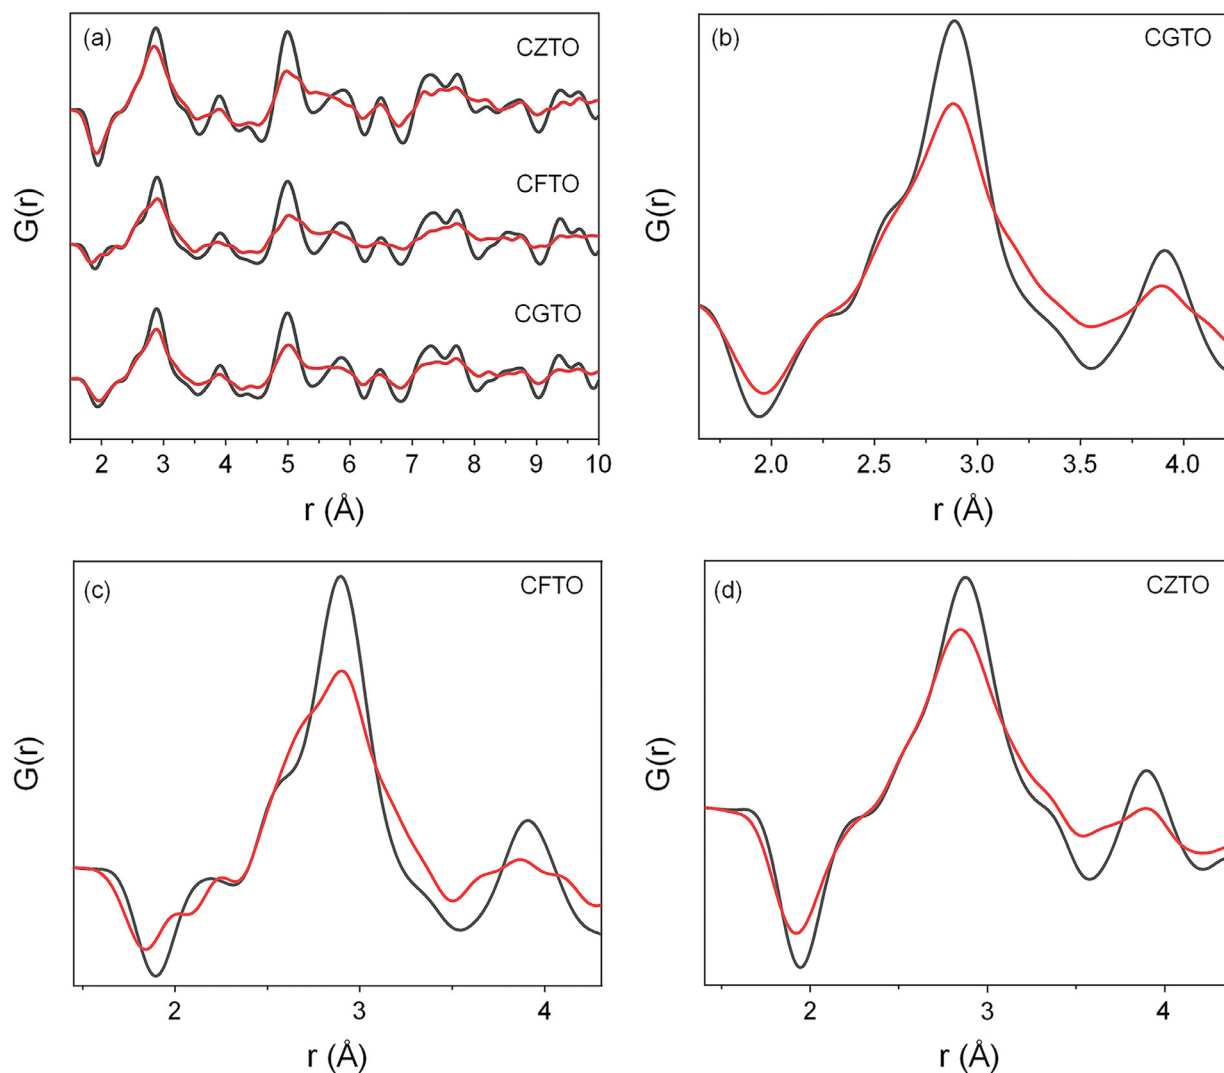 (a)
CZTO
CFTO
CGTO
G(r)
2 3 4 5 6 7 8 9 10
r (Å)
(b)
CGTO
G(r)
2.0 2.5 3.0 3.5 4.0
r (Å)
(c)
CFTO
G(r)
2 3 4
r (Å)
(d)
CZTO
G(r)
2 3 4
r (Å)